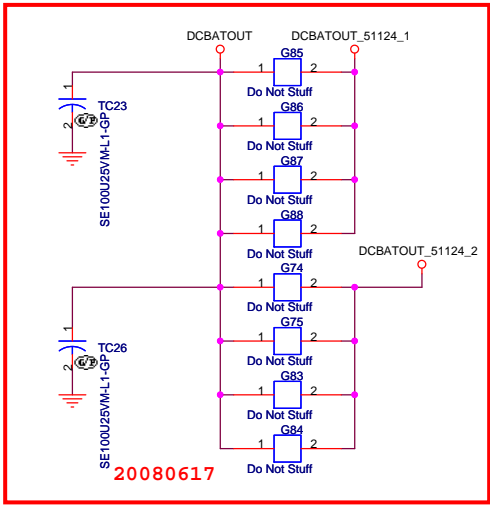 DCBATOUT DCBATOUT_51124_1
G85
1 2
Do Not Stuff
1
TC23
G/P
2
SE100U25VM-L1-GP
G86
1 2
Do Not Stuff
G87
1 2
Do Not Stuff
G88
1 2
Do Not Stuff
DCBATOUT_51124_2
G74
1 2
Do Not Stuff
1
TC26
G/P
2
SE100U25VM-L1-GP
G75
1 2
Do Not Stuff
G83
1 2
Do Not Stuff
G84
1 2
Do Not Stuff
20080617